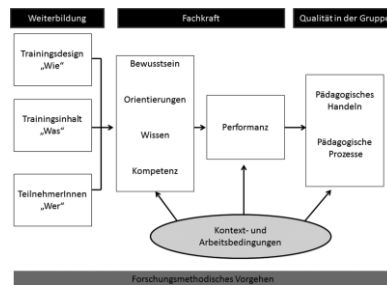 Weiterbildung
Fachkraft
Qualität in der Gruppe
Trainingsdesign
„Wie“
Trainingsinhalt
„Was“
TeilnehmerInnen
„Wer“
Bewusstsein
Orientierungen
Wissen
Kompetenz
Performanz
Pädagogisches
Handeln
Pädagogische
Prozesse
Kontext- und
Arbeitsbedingungen
Forschungsmethodisches Vorgehen